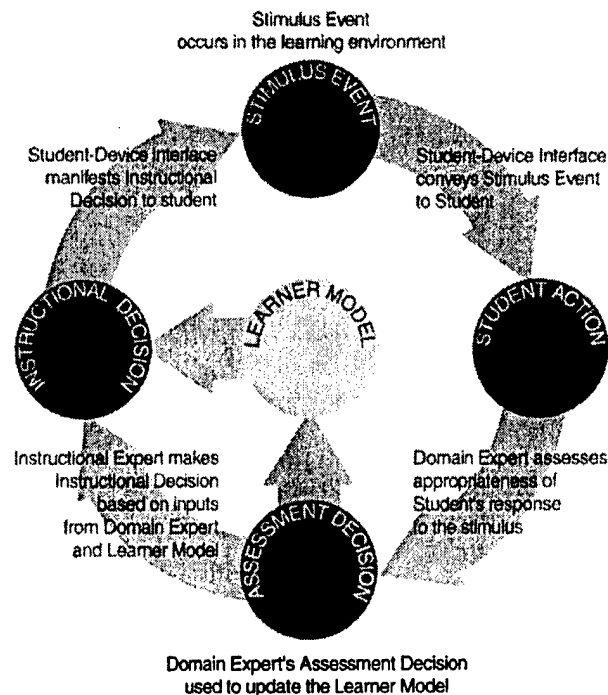 Stimulus Event
occurs in the learning environment
STIMULUS EVENT
Student-Device Interface
manifests Instructional
Decision to student
Student-Device Interface
conveys Stimulus Event
to Student
INSTRUCTIONAL DECISION
LEARNER MODEL
STUDENT ACTION
Instructional Expert makes
Instructional Decision
based on inputs
from Domain Expert
and Learner Model
Domain Expert assesses
appropriateness of
Student's response
to the stimulus
ASSESSMENT DECISION
Domain Expert's Assessment Decision
used to update the Learner Model